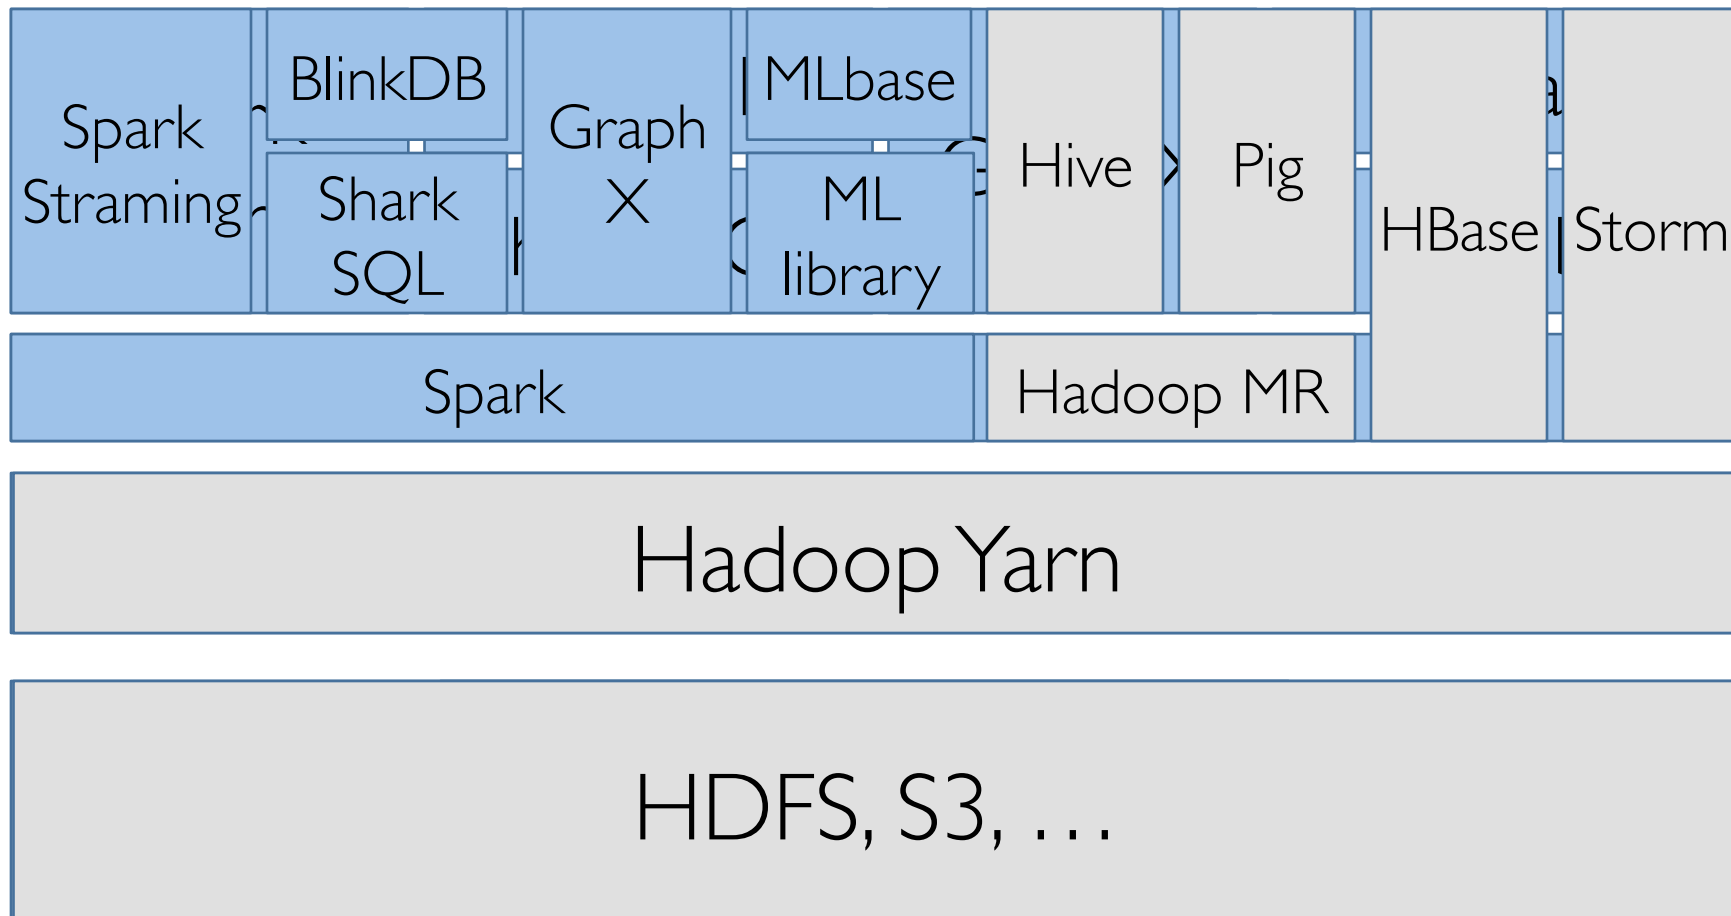 Spark
Straming
BlinkDB
Shark
SQL
Graph
X
MLbase
ML
library
Hive
Pig
HBase
Storm
Spark
Hadoop MR
Hadoop Yarn
HDFS, S3, …